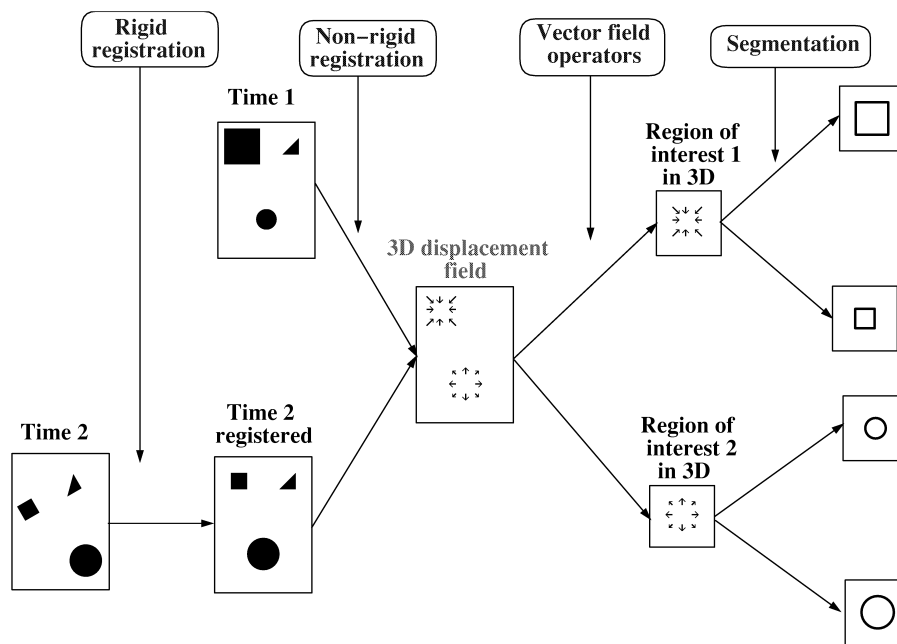 Rigid
registration
Non-rigid
registration
Vector field
operators
Segmentation
Time 1
Region of
interest 1
in 3D
3D displacement
field
Time 2
Time 2
registered
Region of
interest 2
in 3D